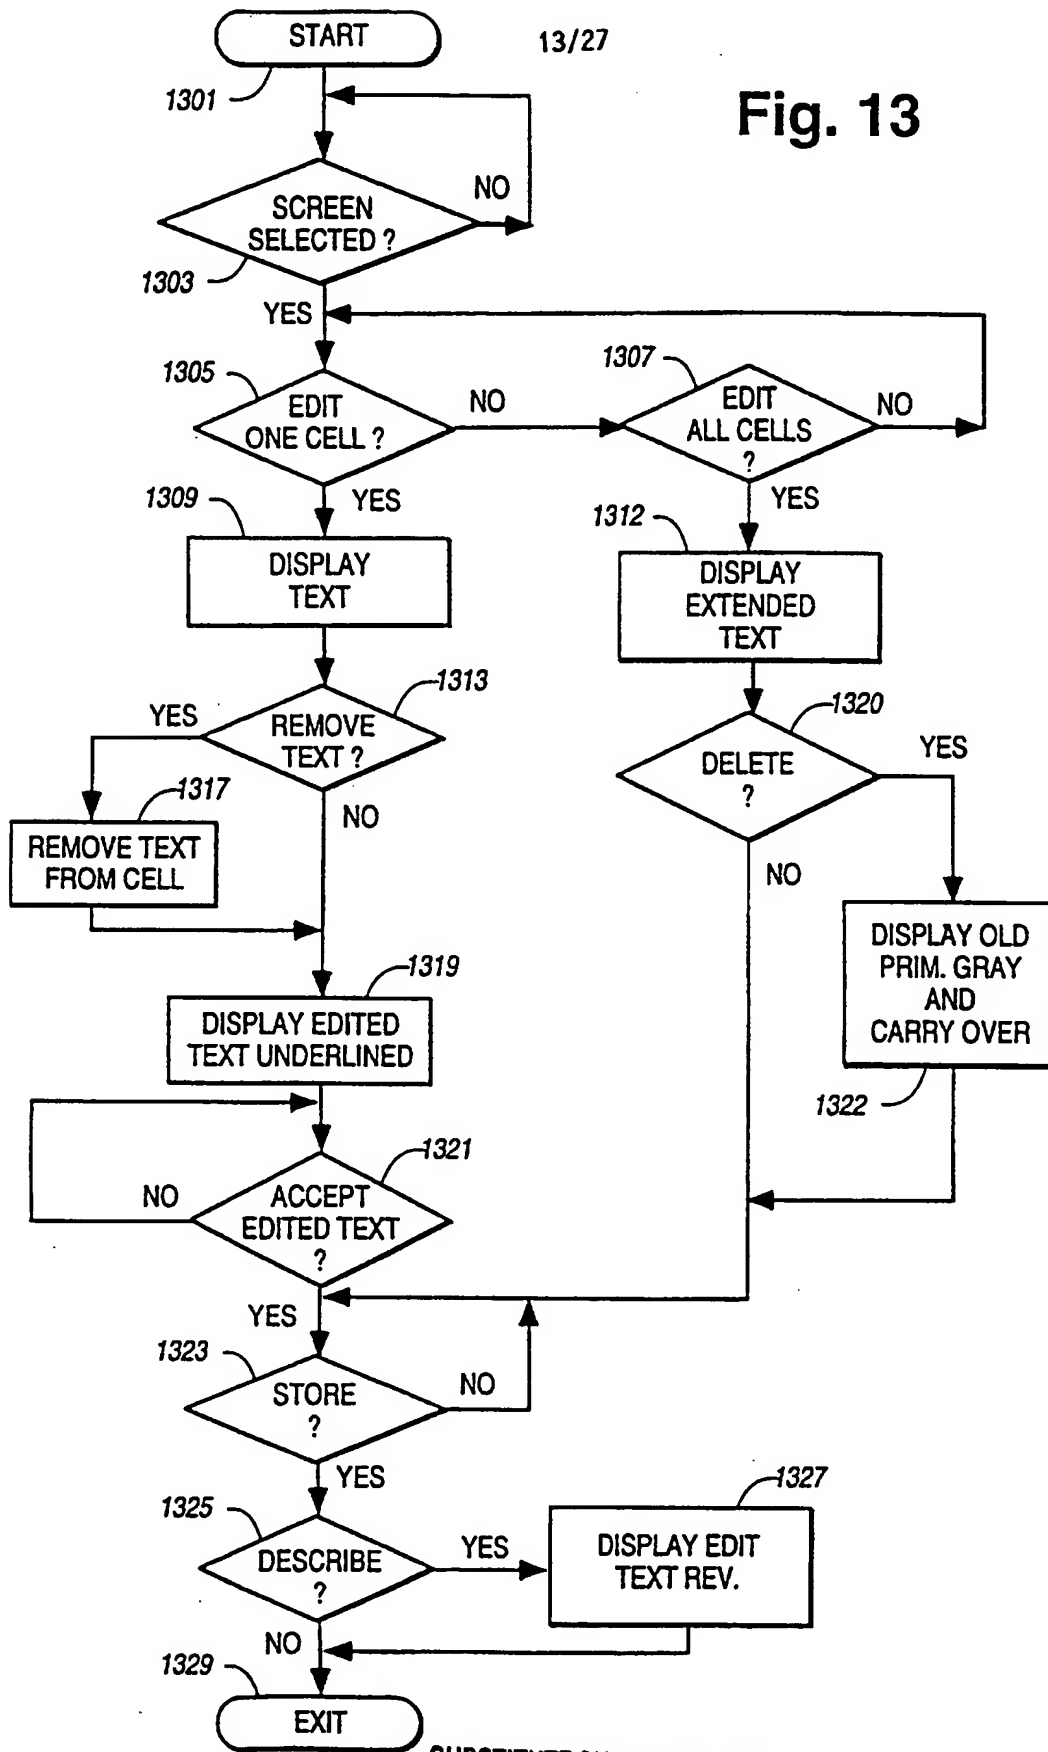 START
13/27
1301
Fig. 13
NO
SCREEN
SELECTED ?
1303
YES
1305
1307
EDIT
ONE CELL ?
NO
EDIT
ALL CELLS
?
NO
YES
YES
1309
1312
DISPLAY
TEXT
DISPLAY
EXTENDED
TEXT
1313
YES
REMOVE
TEXT ?
1320
YES
DELETE
?
1317
NO
REMOVE TEXT
FROM CELL
NO
DISPLAY OLD
PRIM. GRAY
AND
CARRY OVER
1319
DISPLAY EDITED
TEXT UNDERLINED
1322
1321
NO
ACCEPT
EDITED TEXT
?
YES
1323
STORE
?
NO
YES
1325
1327
DESCRIBE
?
YES
DISPLAY EDIT
TEXT REV.
NO
1329
EXIT